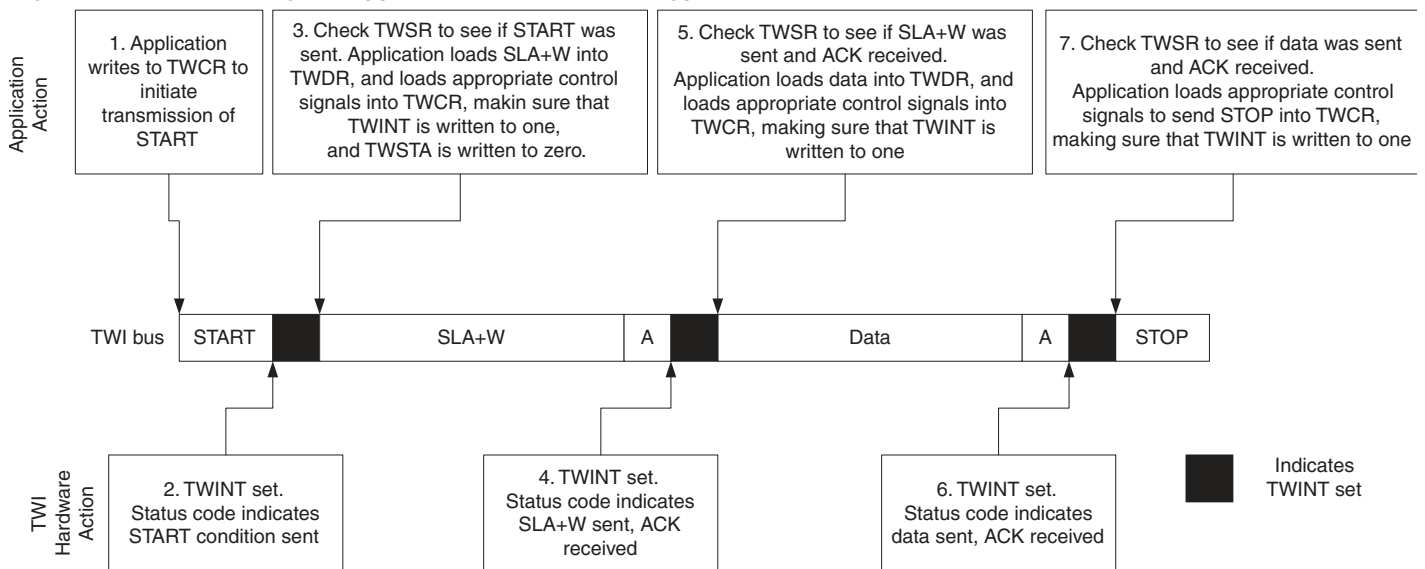 Application
Action
1. Application
writes to TWCR to
initiate
transmission of
START
3. Check TWSR to see if START was
sent. Application loads SLA+W into
TWDR, and loads appropriate control
signals into TWCR, makin sure that
TWINT is written to one,
and TWSTA is written to zero.
5. Check TWSR to see if SLA+W was
sent and ACK received.
Application loads data into TWDR, and
loads appropriate control signals into
TWCR, making sure that TWINT is
written to one
7. Check TWSR to see if data was sent
and ACK received.
Application loads appropriate control
signals to send STOP into TWCR,
making sure that TWINT is written to one
TWI bus
START
SLA+W
A
Data
A
STOP
TWI
Hardware
Action
2. TWINT set.
Status code indicates
START condition sent
4. TWINT set.
Status code indicates
SLA+W sent, ACK
received
6. TWINT set.
Status code indicates
data sent, ACK received
Indicates
TWINT set